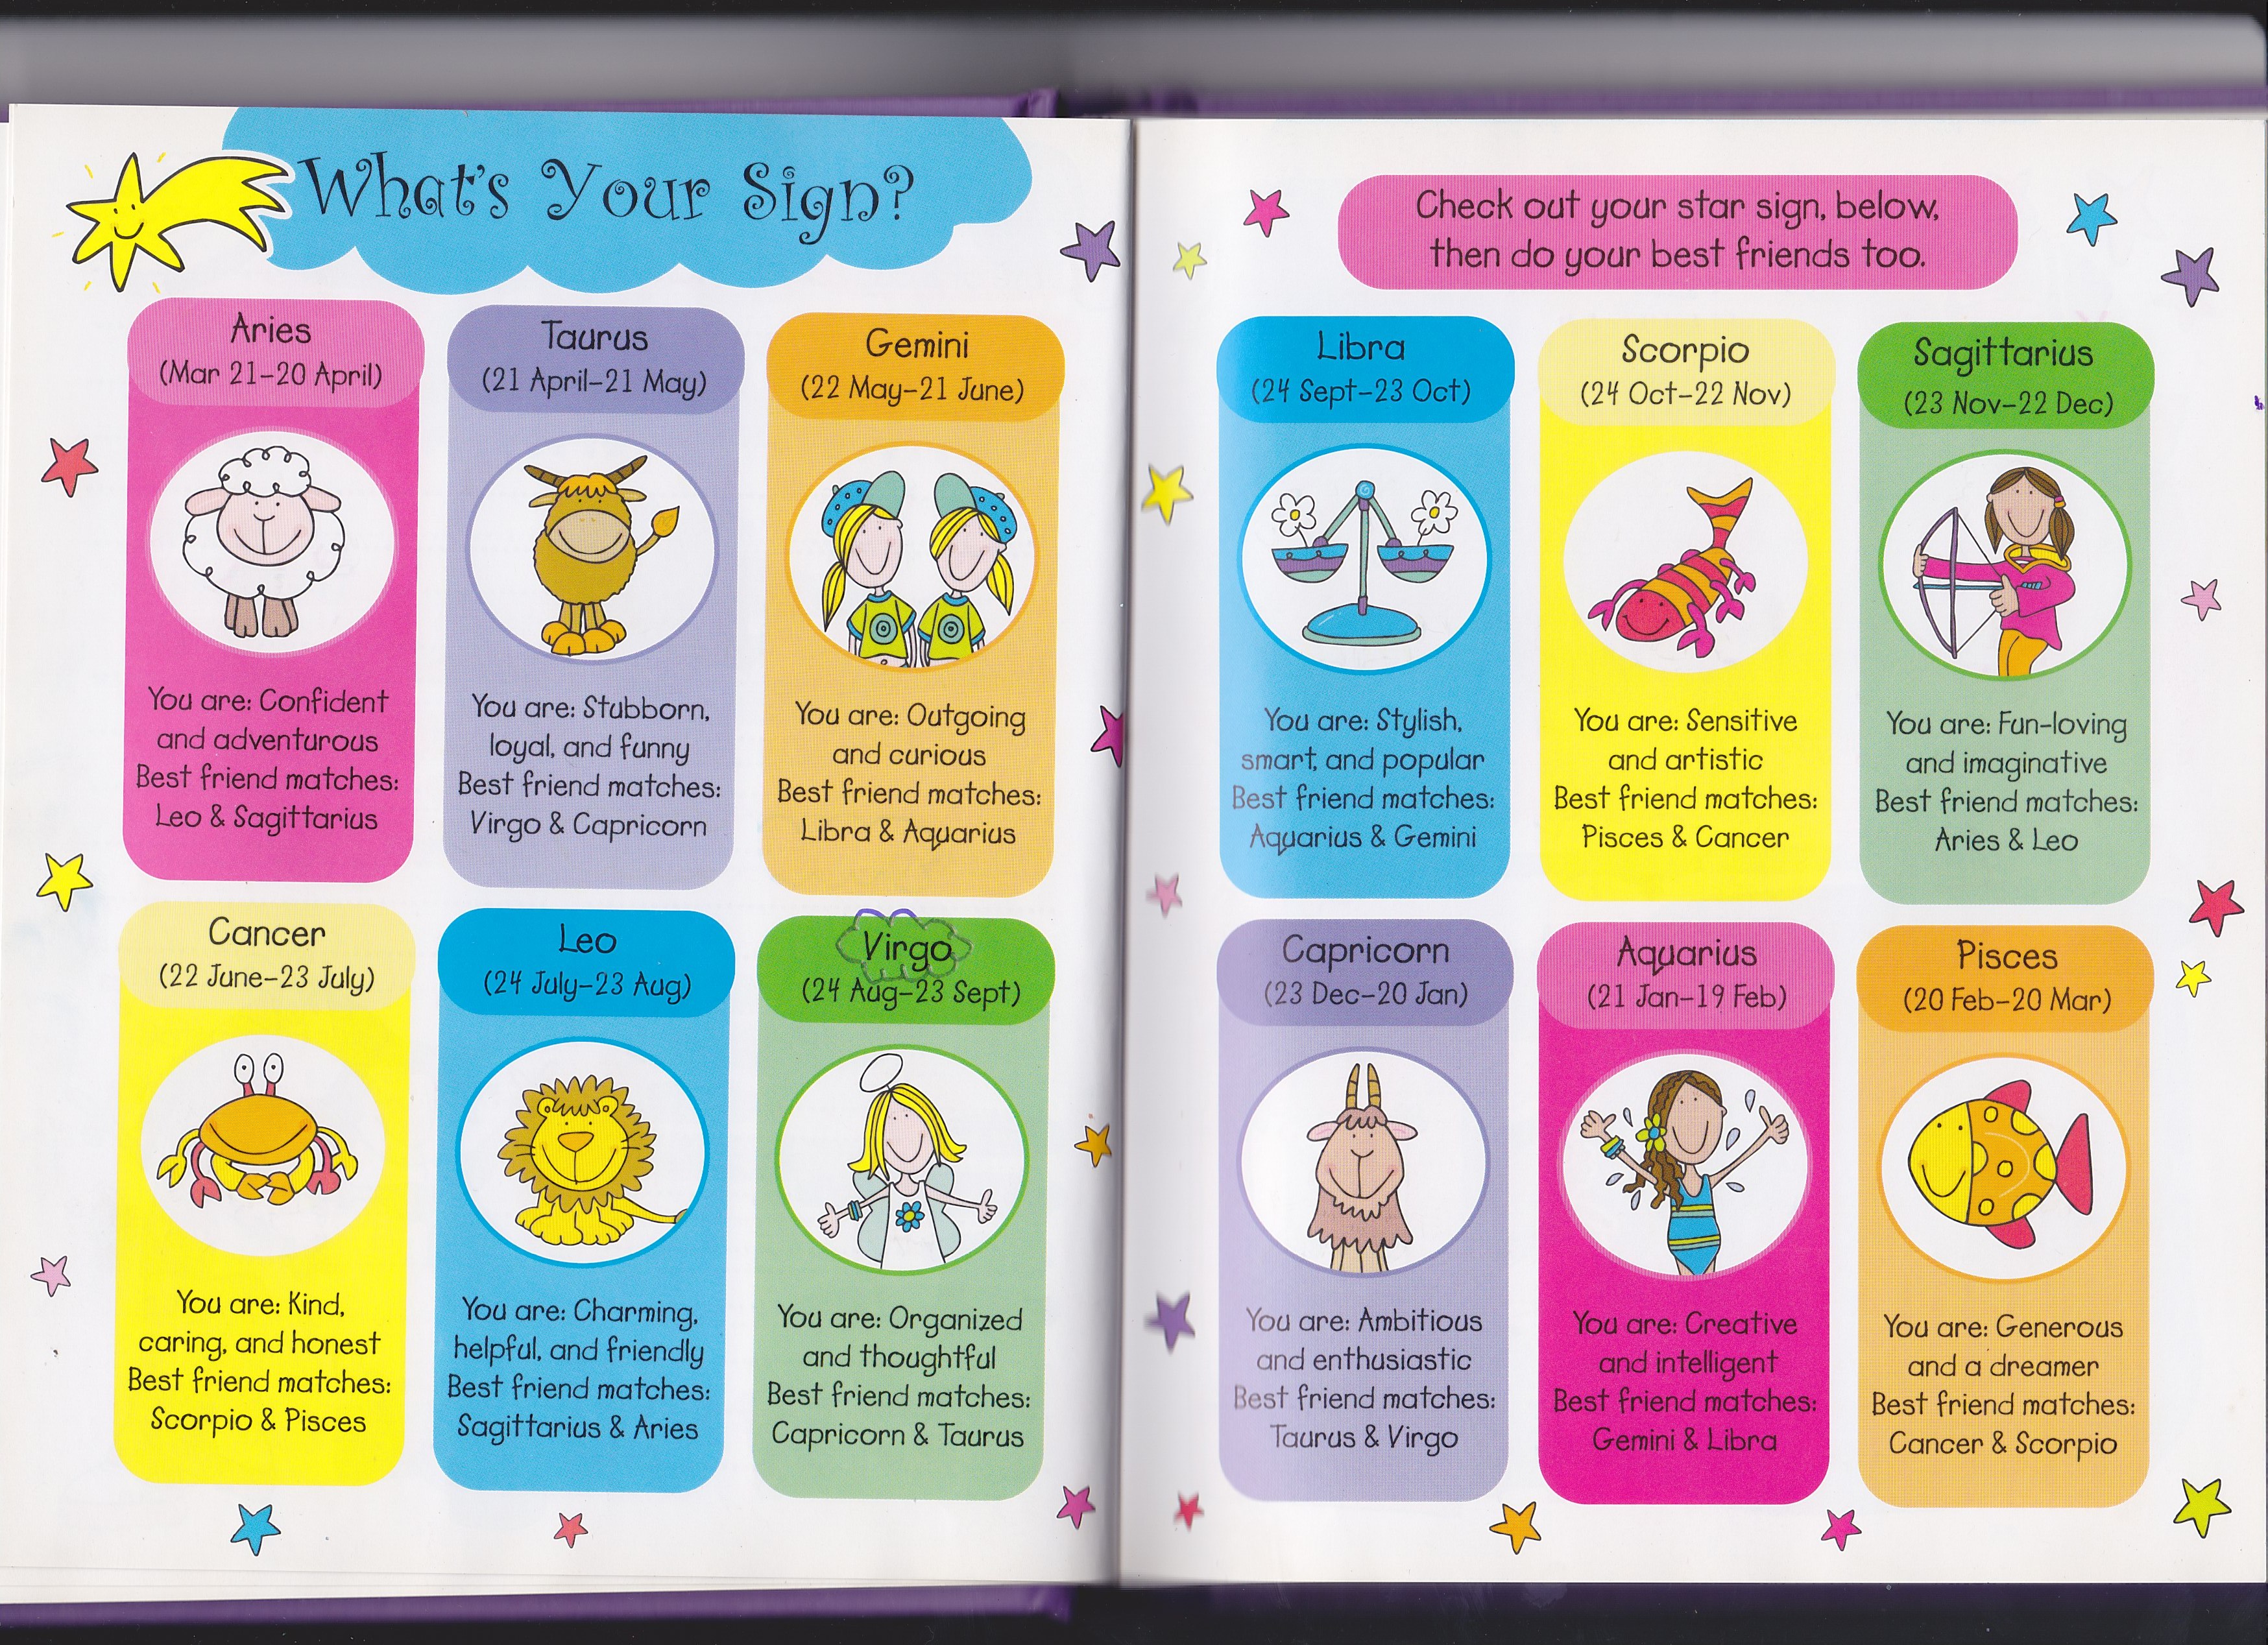 What's Your Sign?
Aries
(Mar 21-20 April)
You are: Confident
and adventurous
Best friend matches:
Leo & Sagittarius
Taurus
(21 April-21 May)
You are: Stubborn,
loyal, and funny
Best friend matches:
Virgo & Capricorn
Gemini
(22 May-21 June)
You are: Outgoing
and curious
Best friend matches:
Libra & Aquarius
Cancer
(22 June-23 July)
You are: Kind,
caring, and honest
Best friend matches:
Scorpio & Pisces
Leo
(24 July-23 Aug)
You are: Charming,
helpful, and friendly
Best friend matches:
Sagittarius & Aries
Virgo
(24 Aug-23 Sept)
You are: Organized
and thoughtful
Best friend matches:
Capricorn & Taurus
Check out your star sign, below,
then do your best friends too.
Libra
(24 Sept-23 Oct)
You are: Stylish,
smart, and popular
Best friend matches:
Aquarius & Gemini
Scorpio
(24 Oct-22 Nov)
You are: Sensitive
and artistic
Best friend matches:
Pisces & Cancer
Sagittarius
(23 Nov-22 Dec)
You are: Fun-loving
and imaginative
Best friend matches:
Aries & Leo
Capricorn
(23 Dec-20 Jan)
You are: Ambitious
and enthusiastic
Best friend matches:
Taurus & Virgo
Aquarius
(21 Jan-19 Feb)
You are: Creative
and intelligent
Best friend matches:
Gemini & Libra
Pisces
(20 Feb-20 Mar)
You are: Generous
and a dreamer
Best friend matches:
Cancer & Scorpio